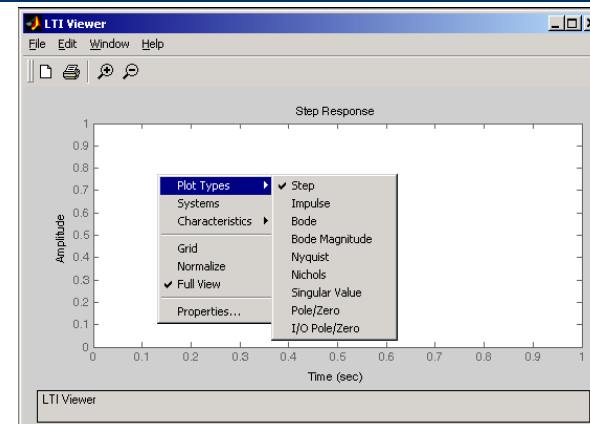 LTI Viewer
File Edit Window Help
Step Response
1
0.9
0.8
0.7
0.6
0.5
0.4
0.3
0.2
0.1
0
Amplitude
Plot Types
Systems
Characteristics
Grid
Normalize
Full View
Properties...
Step
Impulse
Bode
Bode Magnitude
Nyquist
Nichols
Singular Value
Pole/Zero
I/O Pole/Zero
0 0.1 0.2 0.3 0.4 0.5 0.6 0.7 0.8 0.9 1
Time (sec)
LTI Viewer